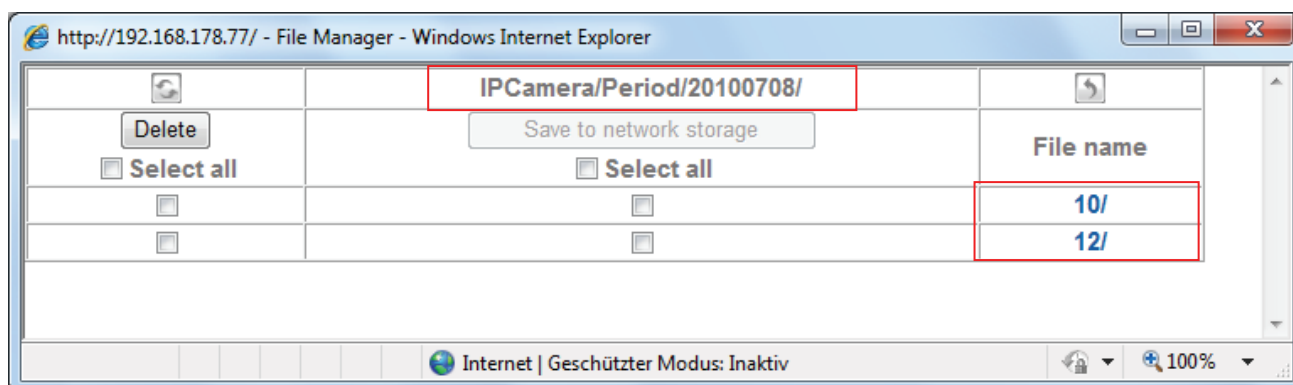 http://192.168.178.77/ - File Manager - Windows Internet Explorer
IPCamera/Period/20100708/
Delete
Save to network storage
File name
Select all
Select all
10/
12/
Internet | Geschützter Modus: Inaktiv
100%